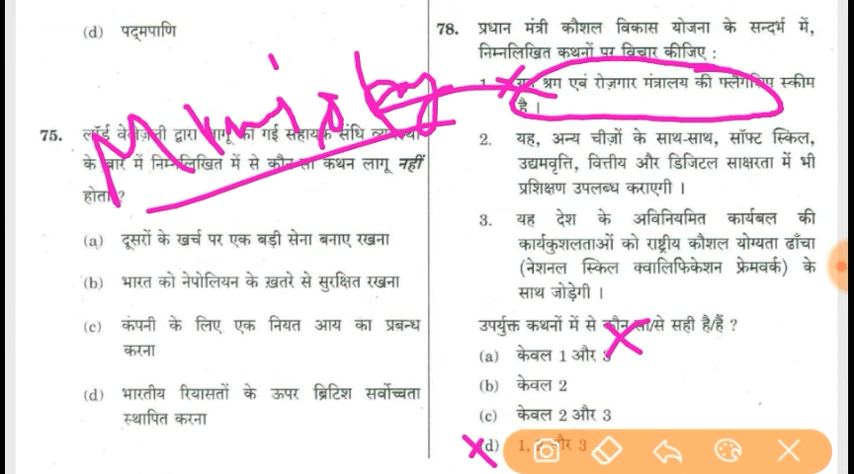 (d) पद्मपाणि
75. लॉर्ड वेलेज़ली द्वारा लागू की गई सहायक संधि व्यवस्था
के बारे में निम्नलिखित में से कौन सा कथन लागू नहीं
होता ?
(a) दूसरों के खर्च पर एक बड़ी सेना बनाए रखना
(b) भारत को नेपोलियन के ख़तरे से सुरक्षित रखना
(c) कंपनी के लिए एक नियत आय का प्रबन्ध
करना
(d) भारतीय रियासतों के ऊपर ब्रिटिश सर्वोच्चता
स्थापित करना
78. प्रधान मंत्री कौशल विकास योजना के सन्दर्भ में,
निम्नलिखित कथनों पर विचार कीजिए :
1. यह श्रम एवं रोज़गार मंत्रालय की फ्लैगशिप स्कीम
है ।
2. यह, अन्य चीज़ों के साथ-साथ, सॉफ्ट स्किल,
उद्यमवृत्ति, वित्तीय और डिजिटल साक्षरता में भी
प्रशिक्षण उपलब्ध कराएगी ।
3. यह देश के अविनियमित कार्यबल की
कार्यकुशलताओं को राष्ट्रीय कौशल योग्यता ढाँचा
(नेशनल स्किल क्वालिफिकेशन फ्रेमवर्क) के
साथ जोड़ेगी ।
उपर्युक्त कथनों में से कौन-सा/से सही है/हैं ?
(a) केवल 1 और 3
(b) केवल 2
(c) केवल 2 और 3
(d) 1, 2 और 3